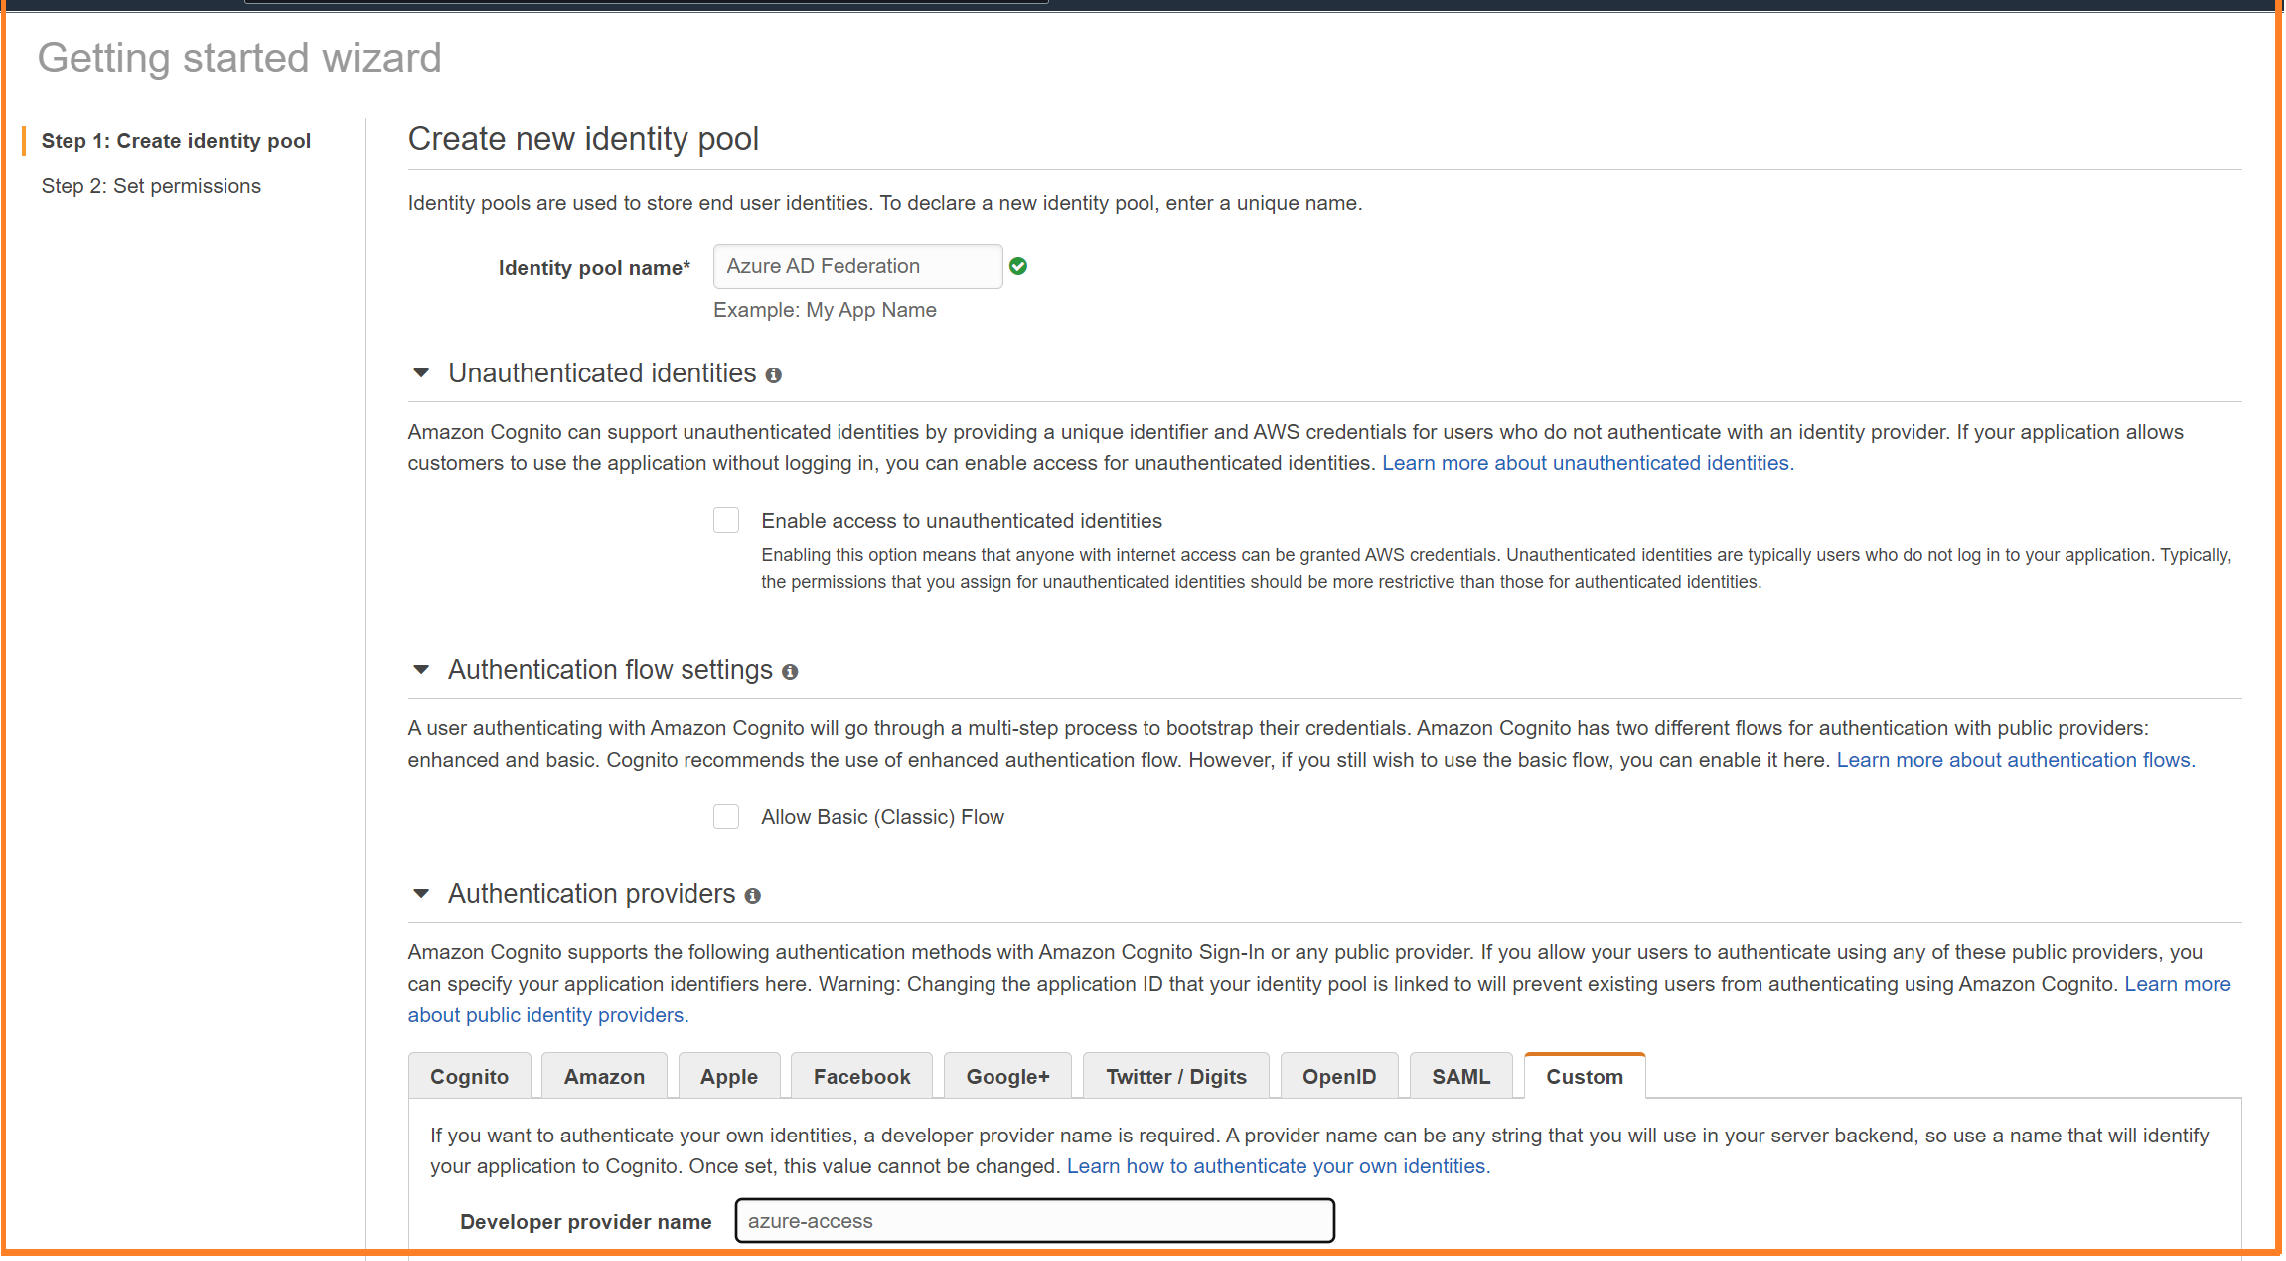 Getting started wizard
Step 1: Create identity pool
Step 2: Set permissions
Create new identity pool
Identity pools are used to store end user identities. To declare a new identity pool, enter a unique name.
Identity pool name* Azure AD Federation
Example: My App Name
Unauthenticated identities
Amazon Cognito can support unauthenticated identities by providing a unique identifier and AWS credentials for users who do not authenticate with an identity provider. If your application allows
customers to use the application without logging in, you can enable access for unauthenticated identities. Learn more about unauthenticated identities.
Enable access to unauthenticated identities
Enabling this option means that anyone with internet access can be granted AWS credentials. Unauthenticated identities are typically users who do not log in to your application. Typically,
the permissions that you assign for unauthenticated identities should be more restrictive than those for authenticated identities.
Authentication flow settings
A user authenticating with Amazon Cognito will go through a multi-step process to bootstrap their credentials. Amazon Cognito has two different flows for authentication with public providers:
enhanced and basic. Cognito recommends the use of enhanced authentication flow. However, if you still wish to use the basic flow, you can enable it here. Learn more about authentication flows.
Allow Basic (Classic) Flow
Authentication providers
Amazon Cognito supports the following authentication methods with Amazon Cognito Sign-In or any public provider. If you allow your users to authenticate using any of these public providers, you
can specify your application identifiers here. Warning: Changing the application ID that your identity pool is linked to will prevent existing users from authenticating using Amazon Cognito. Learn more
about public identity providers.
Cognito Amazon Apple Facebook Google+ Twitter / Digits OpenID SAML Custom
If you want to authenticate your own identities, a developer provider name is required. A provider name can be any string that you will use in your server backend, so use a name that will identify
your application to Cognito. Once set, this value cannot be changed. Learn how to authenticate your own identities.
Developer provider name azure-access